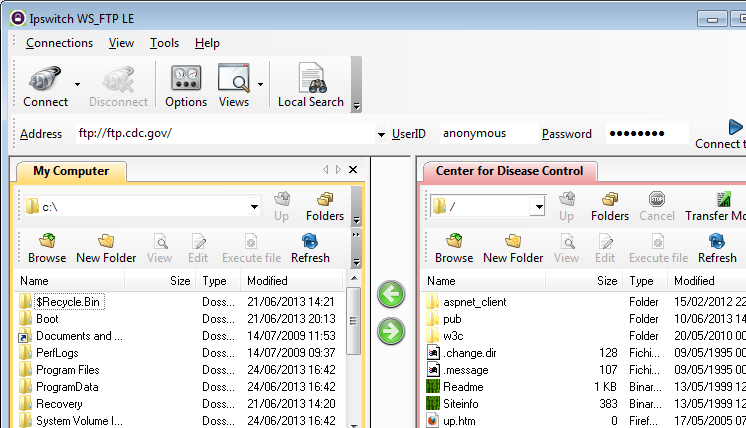 Ipswitch WS_FTP LE
Connections View Tools Help
Connect Disconnect Options Views Local Search
Address ftp://ftp.cdc.gov/ UserID anonymous Password ●●●●●●●● Connect t
My Computer
c:\ Up Folders
Browse New Folder View Edit Execute file Refresh
Name Size Type Modified
$Recycle.Bin Doss... 21/06/2013 14:21
Boot Doss... 21/06/2013 20:13
Documents and ... Doss... 14/07/2009 11:53
PerfLogs Doss... 14/07/2009 09:37
Program Files Doss... 24/06/2013 16:42
ProgramData Doss... 24/06/2013 16:42
Recovery Doss... 21/06/2013 14:20
System Volume I... Doss... 24/06/2013 16:42
Center for Disease Control
/ Up Folders Cancel Transfer Mo
Browse New Folder View Edit Execute file Refresh
Name Size Type Modified
aspnet_client Folder 15/02/2012 22
pub Folder 10/06/2013 14
w3c Folder 20/05/2010 00
.change.dir 128 Fichi... 09/05/1995 00
.message 107 Fichi... 09/05/1995 00
Readme 1 KB Binar... 13/05/1999 12
Siteinfo 383 Binar... 13/05/1999 12
up.htm 0 Firef... 17/05/2005 07